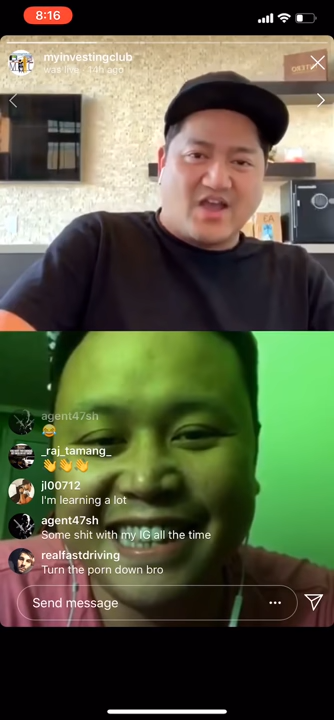 8:16
myinvestingclub
was live · 14h ago
agent47sh
😂
_raj_tamang_
👋👋👋
jl00712
I'm learning a lot
agent47sh
Some shit with my IG all the time
realfastdriving
Turn the porn down bro
Send message